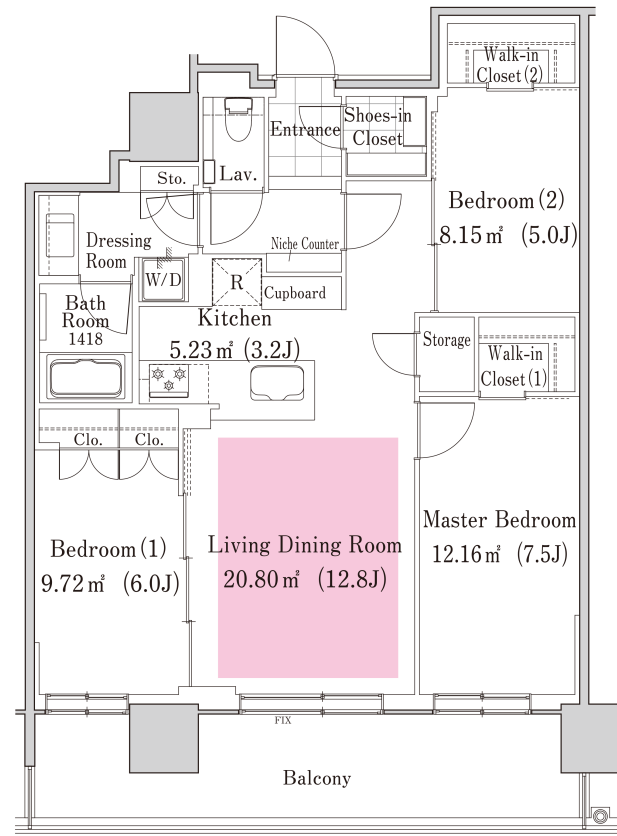 Walk-in
Closet(2)
Entrance
Shoes-in
Closet
Sto.
Lav.
Bedroom(2)
8.15㎡ (5.0J)
Dressing
Room
Niche Counter
W/D
R
Cupboard
Bath
Room
1418
Kitchen
5.23㎡ (3.2J)
Storage
Walk-in
Closet(1)
Clo.
Clo.
Master Bedroom
12.16㎡ (7.5J)
Living Dining Room
20.80㎡ (12.8J)
Bedroom(1)
9.72㎡ (6.0J)
FIX
Balcony